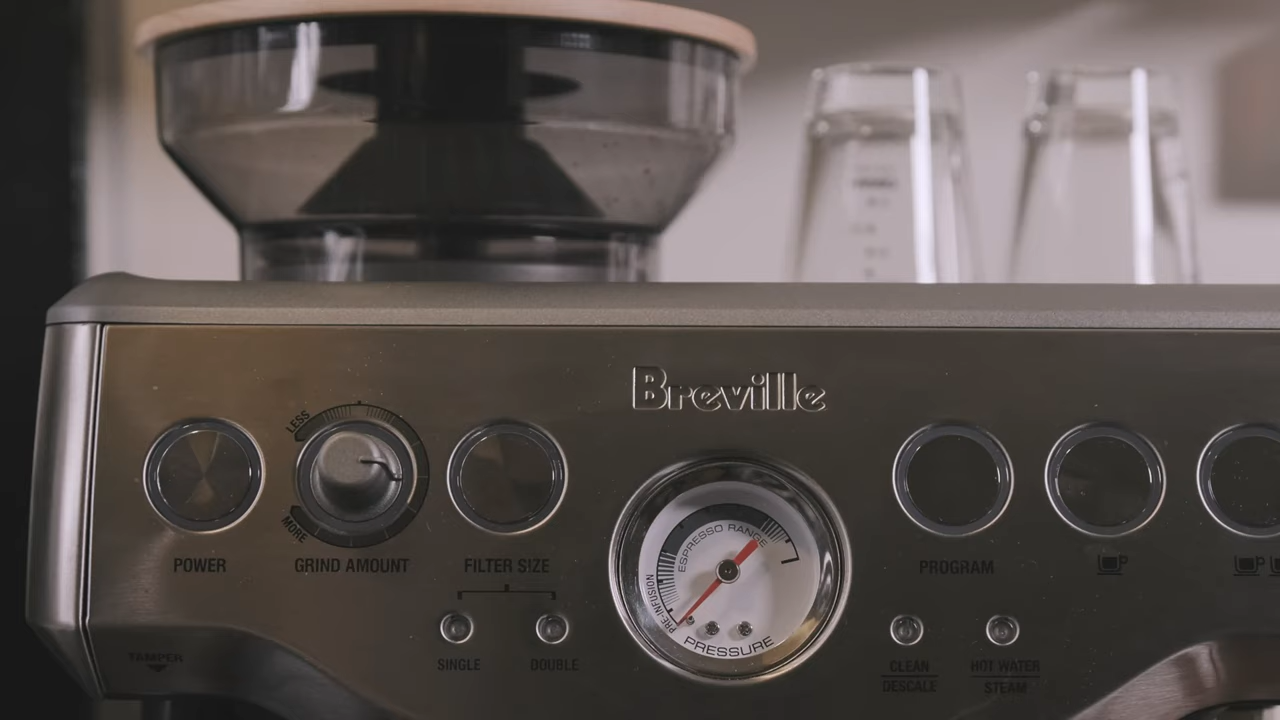 Breville
LESS
MORE
POWER
GRIND AMOUNT
FILTER SIZE
SINGLE
DOUBLE
TAMPER
ESPRESSO RANGE
PRE-INFUSION
PRESSURE
PROGRAM
CLEAN
DESCALE
HOT WATER
STEAM